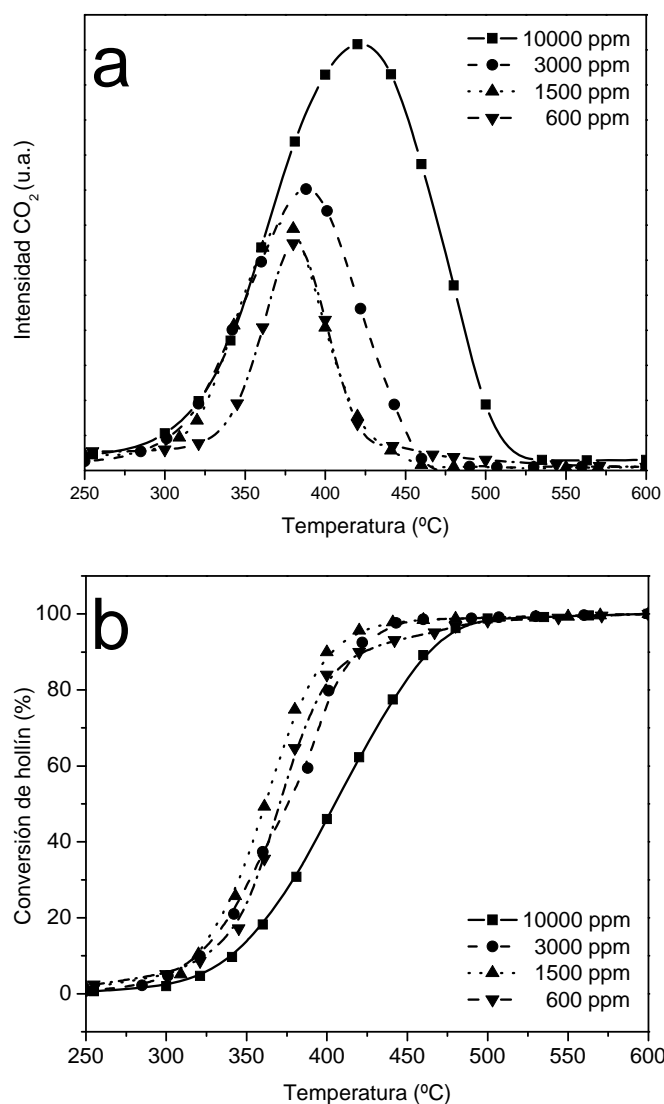 a
10000 ppm
3000 ppm
1500 ppm
600 ppm
Intensidad CO2 (u.a.)
250 300 350 400 450 500 550 600
Temperatura (ºC)
b
100
80
60
40
20
0
Conversión de hollín (%)
10000 ppm
3000 ppm
1500 ppm
600 ppm
250 300 350 400 450 500 550 600
Temperatura (ºC)